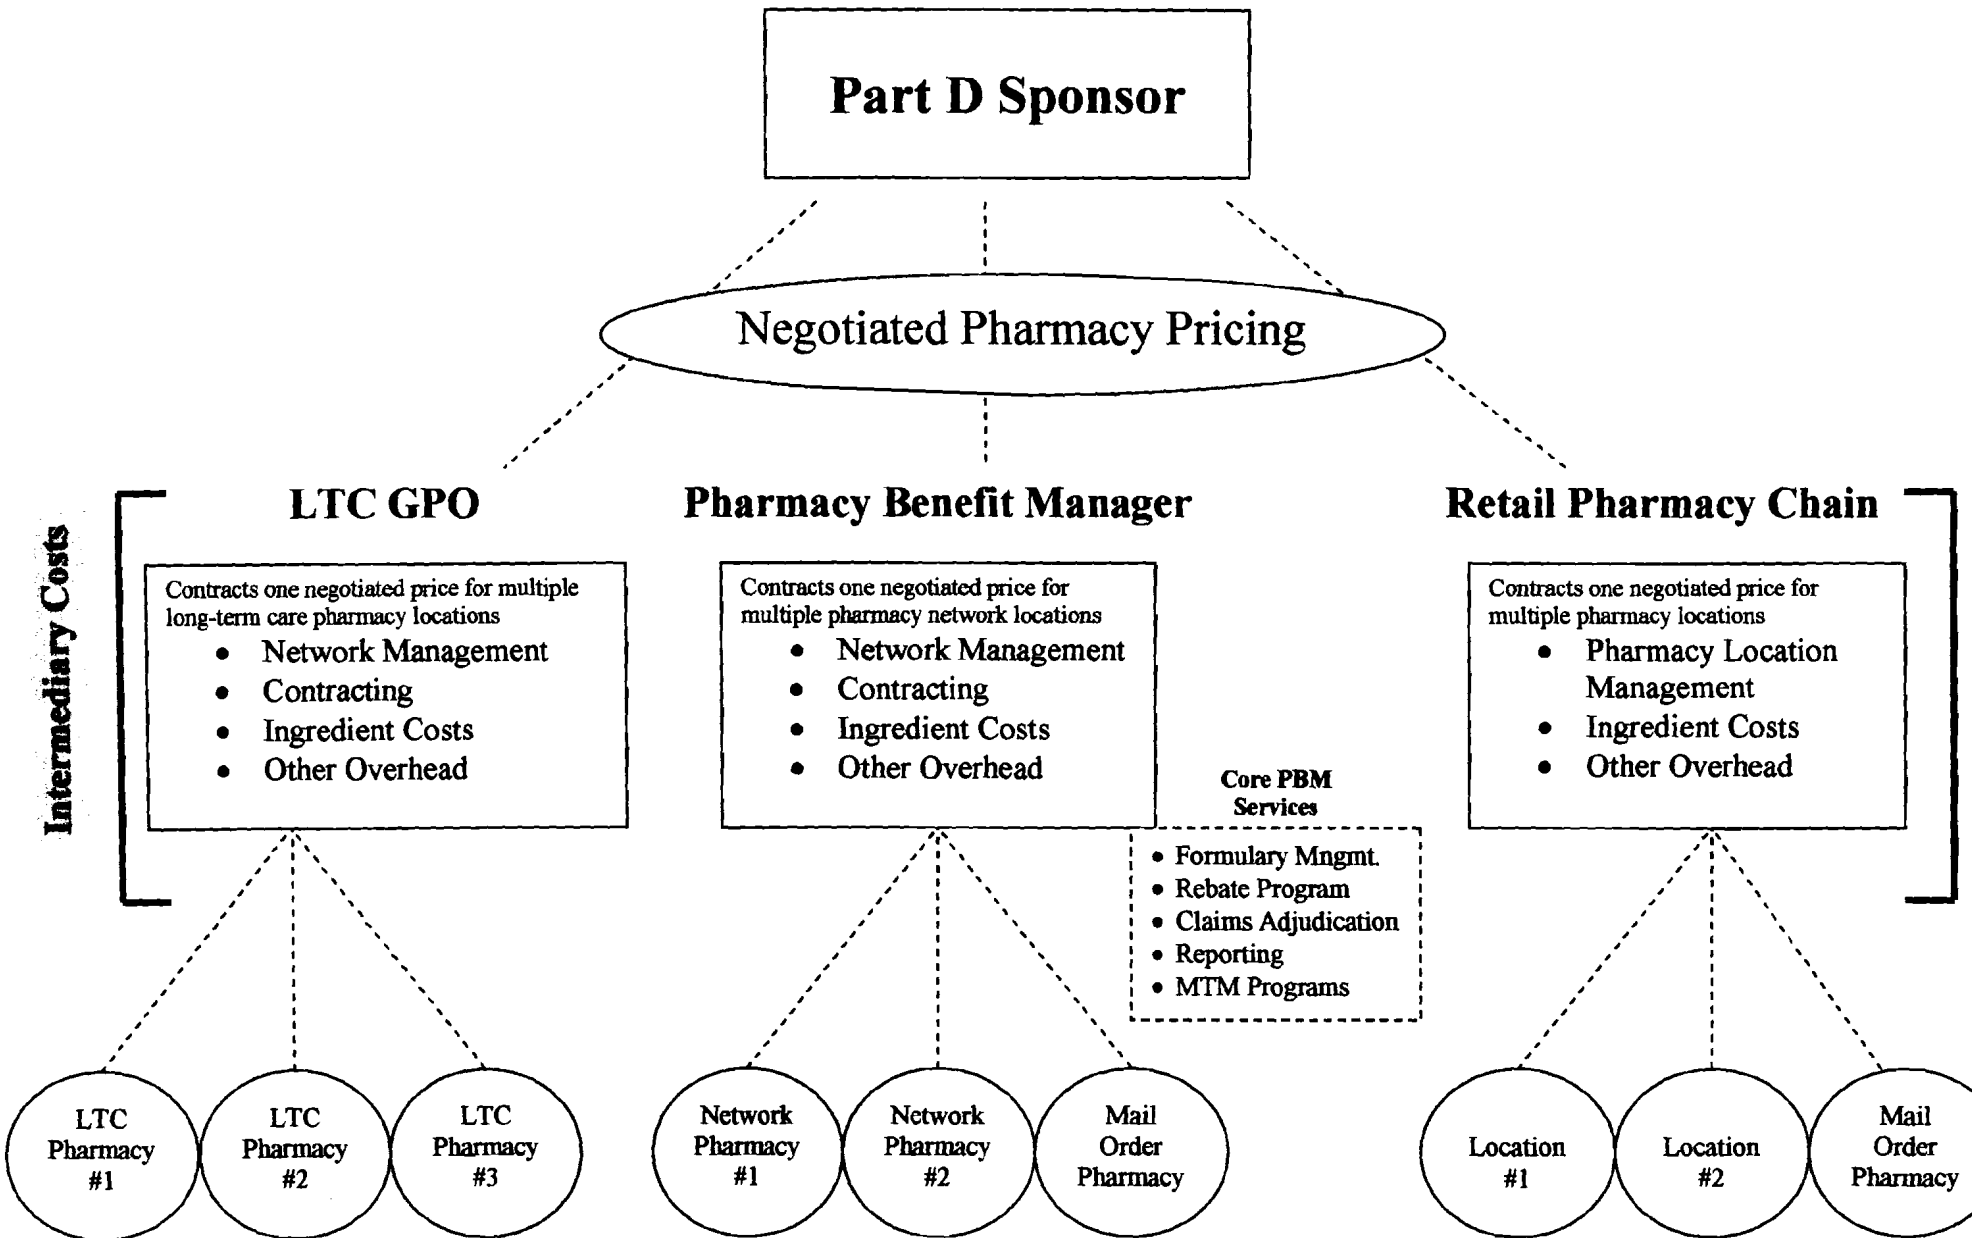 Part D Sponsor
Negotiated Pharmacy Pricing
Intermediary Costs
LTC GPO
Contracts one negotiated price for multiple
long-term care pharmacy locations
• Network Management
• Contracting
• Ingredient Costs
• Other Overhead
Pharmacy Benefit Manager
Contracts one negotiated price for
multiple pharmacy network locations
• Network Management
• Contracting
• Ingredient Costs
• Other Overhead
Core PBM
Services
• Formulary Mngmt.
• Rebate Program
• Claims Adjudication
• Reporting
• MTM Programs
Retail Pharmacy Chain
Contracts one negotiated price for
multiple pharmacy locations
• Pharmacy Location
Management
• Ingredient Costs
• Other Overhead
LTC
Pharmacy
#1
LTC
Pharmacy
#2
LTC
Pharmacy
#3
Network
Pharmacy
#1
Network
Pharmacy
#2
Mail
Order
Pharmacy
Location
#1
Location
#2
Mail
Order
Pharmacy